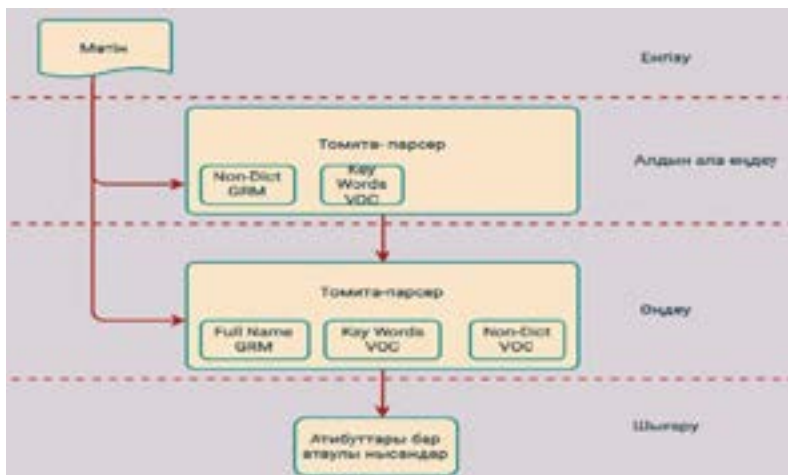 Мәтін
Енгізу
Томита- парсер
Non-Dict
GRM
Key
Words
VOC
Алдын ала өңдеу
Томита-парсер
Full Name
GRM
Key Words
VOC
Non-Dict
VOC
Өңдеу
Атибуттары бар
атаулы нысандар
Шығару